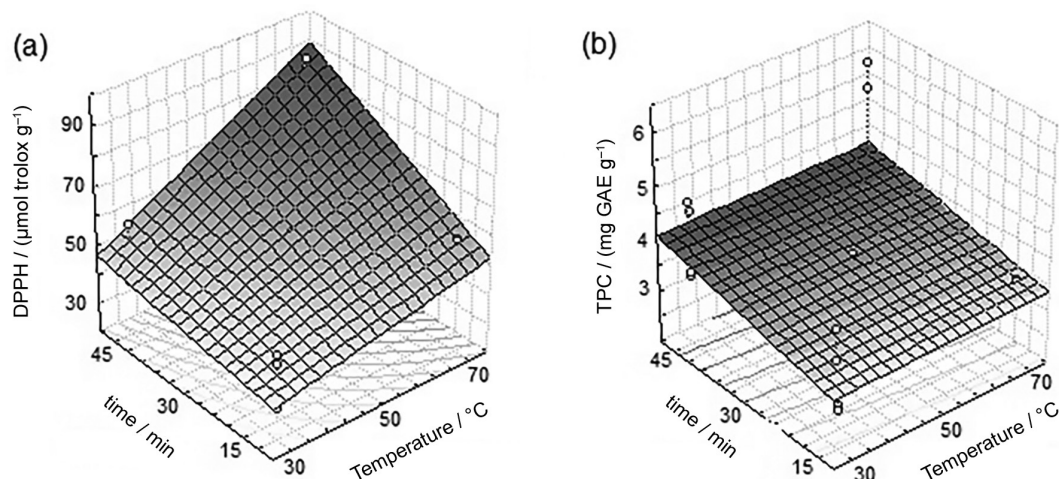 (a)
DPPH / (µmol trolox g⁻¹)
90
70
50
30
45
30
15
time / min
30
50
70
Temperature / °C
(b)
TPC / (mg GAE g⁻¹)
6
5
4
3
45
30
15
time / min
30
50
70
Temperature / °C